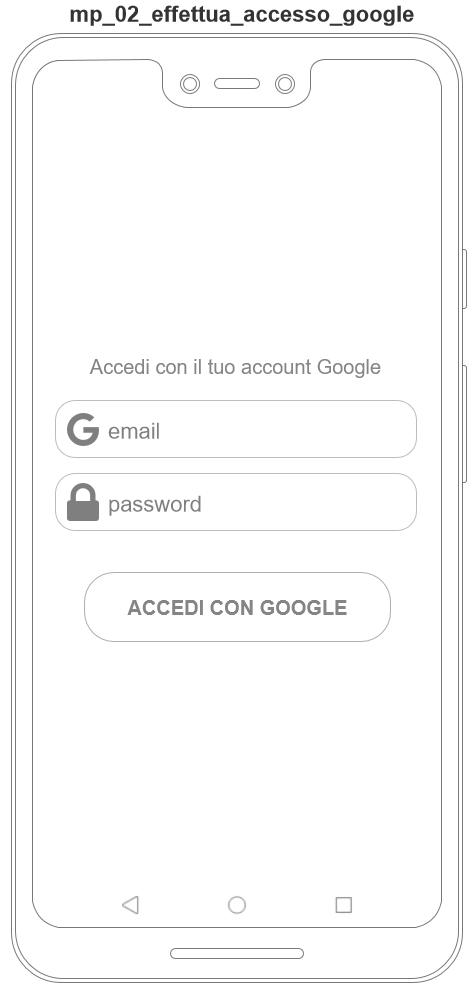 mp_02_effettua_accesso_google
Accedi con il tuo account Google
email
password
ACCEDI CON GOOGLE